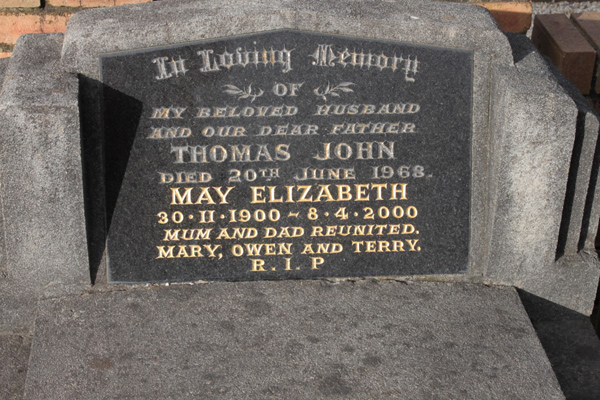 In Loving Memory
OF
MY BELOVED HUSBAND
AND OUR DEAR FATHER
THOMAS JOHN
DIED 20TH JUNE 1968.
MAY ELIZABETH
30·11·1900 ~ 8·4·2000
MUM AND DAD REUNITED.
MARY, OWEN AND TERRY.
R.I.P